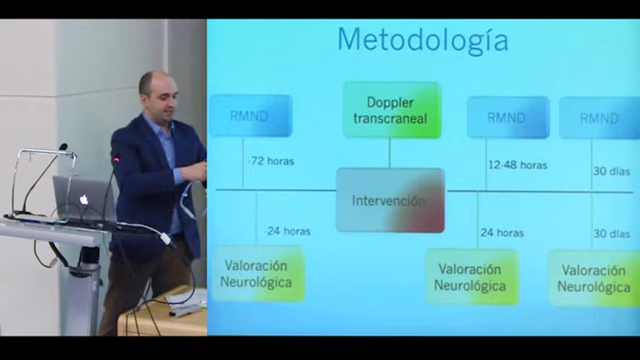 Metodología
RMND
Doppler
transcraneal
RMND
RMND
-72 horas
12-48 horas
30 días
Intervención
-24 horas
24 horas
30 días
Valoración
Neurológica
Valoración
Neurológica
Valoración
Neurológica